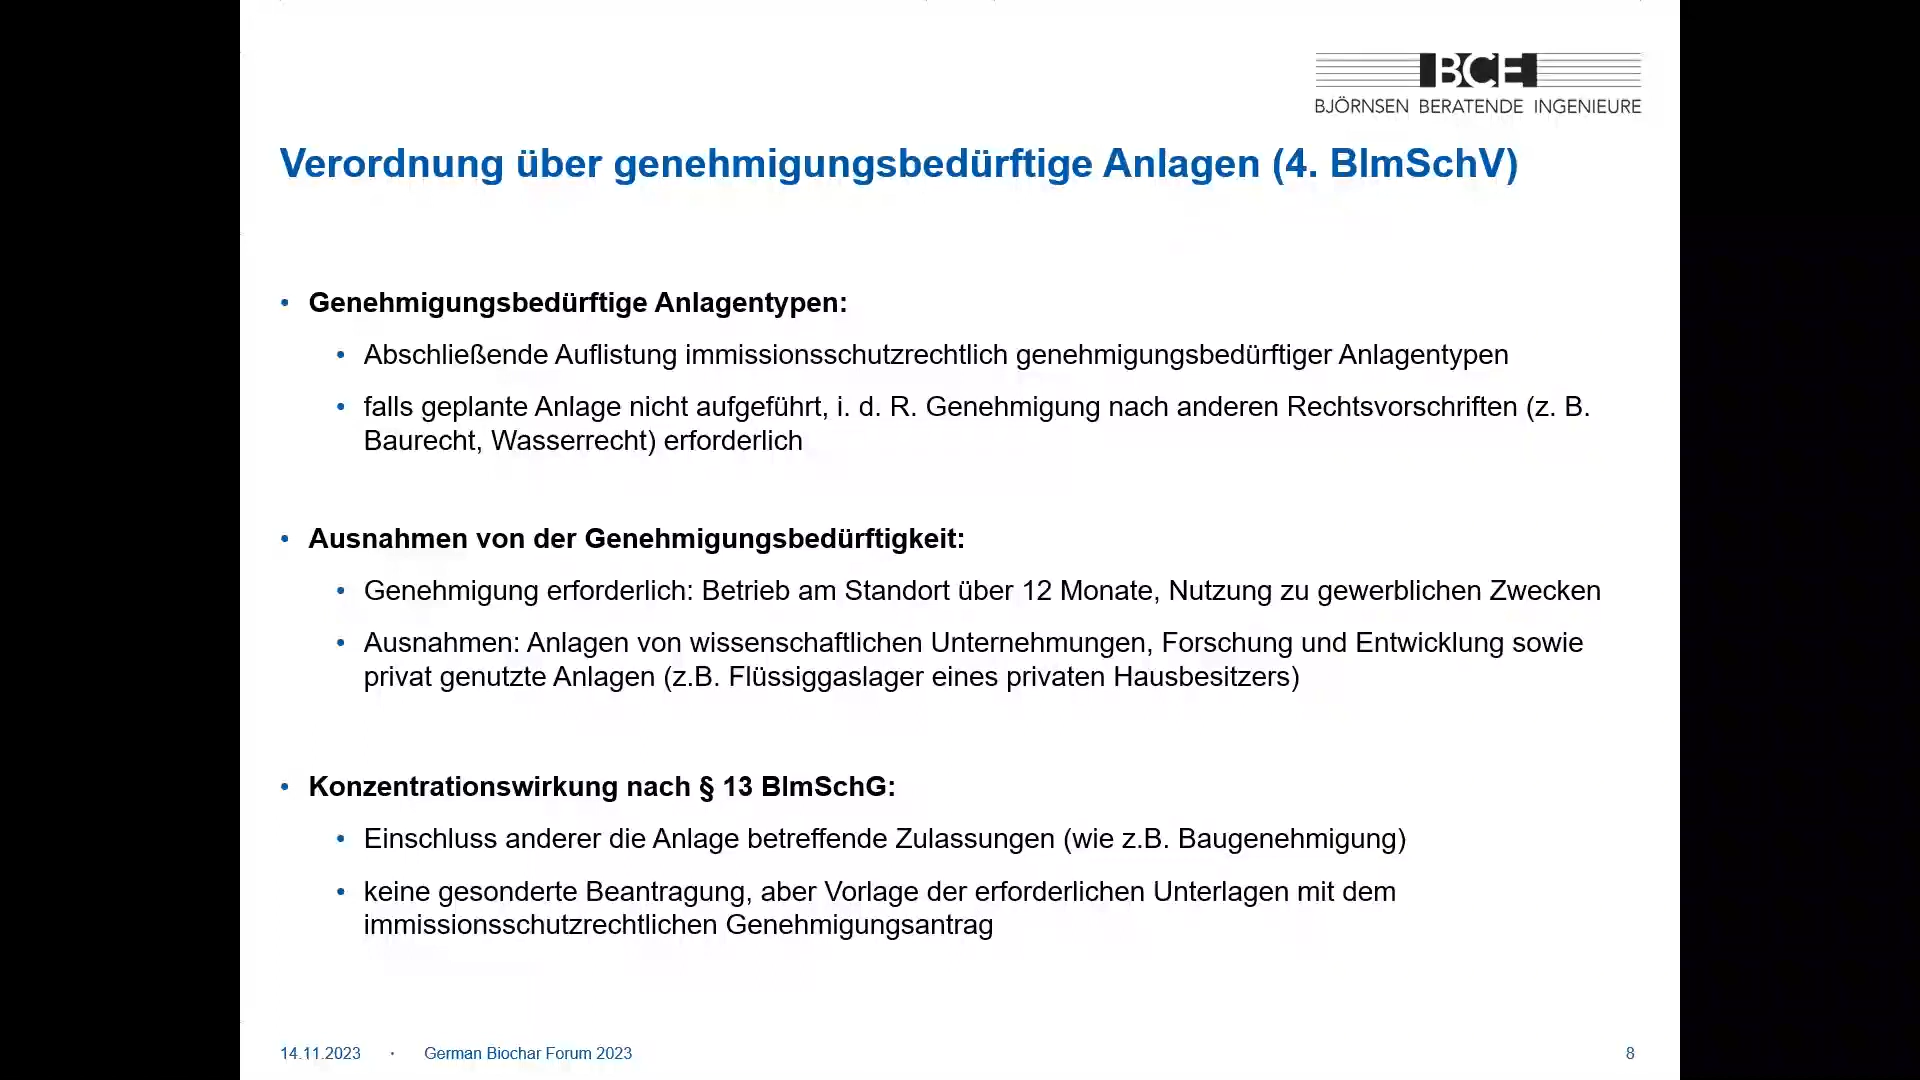 BCE
BJÖRNSEN BERATENDE INGENIEURE
Verordnung über genehmigungsbedürftige Anlagen (4. BImSchV)
• Genehmigungsbedürftige Anlagentypen:
• Abschließende Auflistung immissionsschutzrechtlich genehmigungsbedürftiger Anlagentypen
• falls geplante Anlage nicht aufgeführt, i. d. R. Genehmigung nach anderen Rechtsvorschriften (z. B.
Baurecht, Wasserrecht) erforderlich
• Ausnahmen von der Genehmigungsbedürftigkeit:
• Genehmigung erforderlich: Betrieb am Standort über 12 Monate, Nutzung zu gewerblichen Zwecken
• Ausnahmen: Anlagen von wissenschaftlichen Unternehmungen, Forschung und Entwicklung sowie
privat genutzte Anlagen (z.B. Flüssiggaslager eines privaten Hausbesitzers)
• Konzentrationswirkung nach § 13 BImSchG:
• Einschluss anderer die Anlage betreffende Zulassungen (wie z.B. Baugenehmigung)
• keine gesonderte Beantragung, aber Vorlage der erforderlichen Unterlagen mit dem
immissionsschutzrechtlichen Genehmigungsantrag
14.11.2023 · German Biochar Forum 2023 8